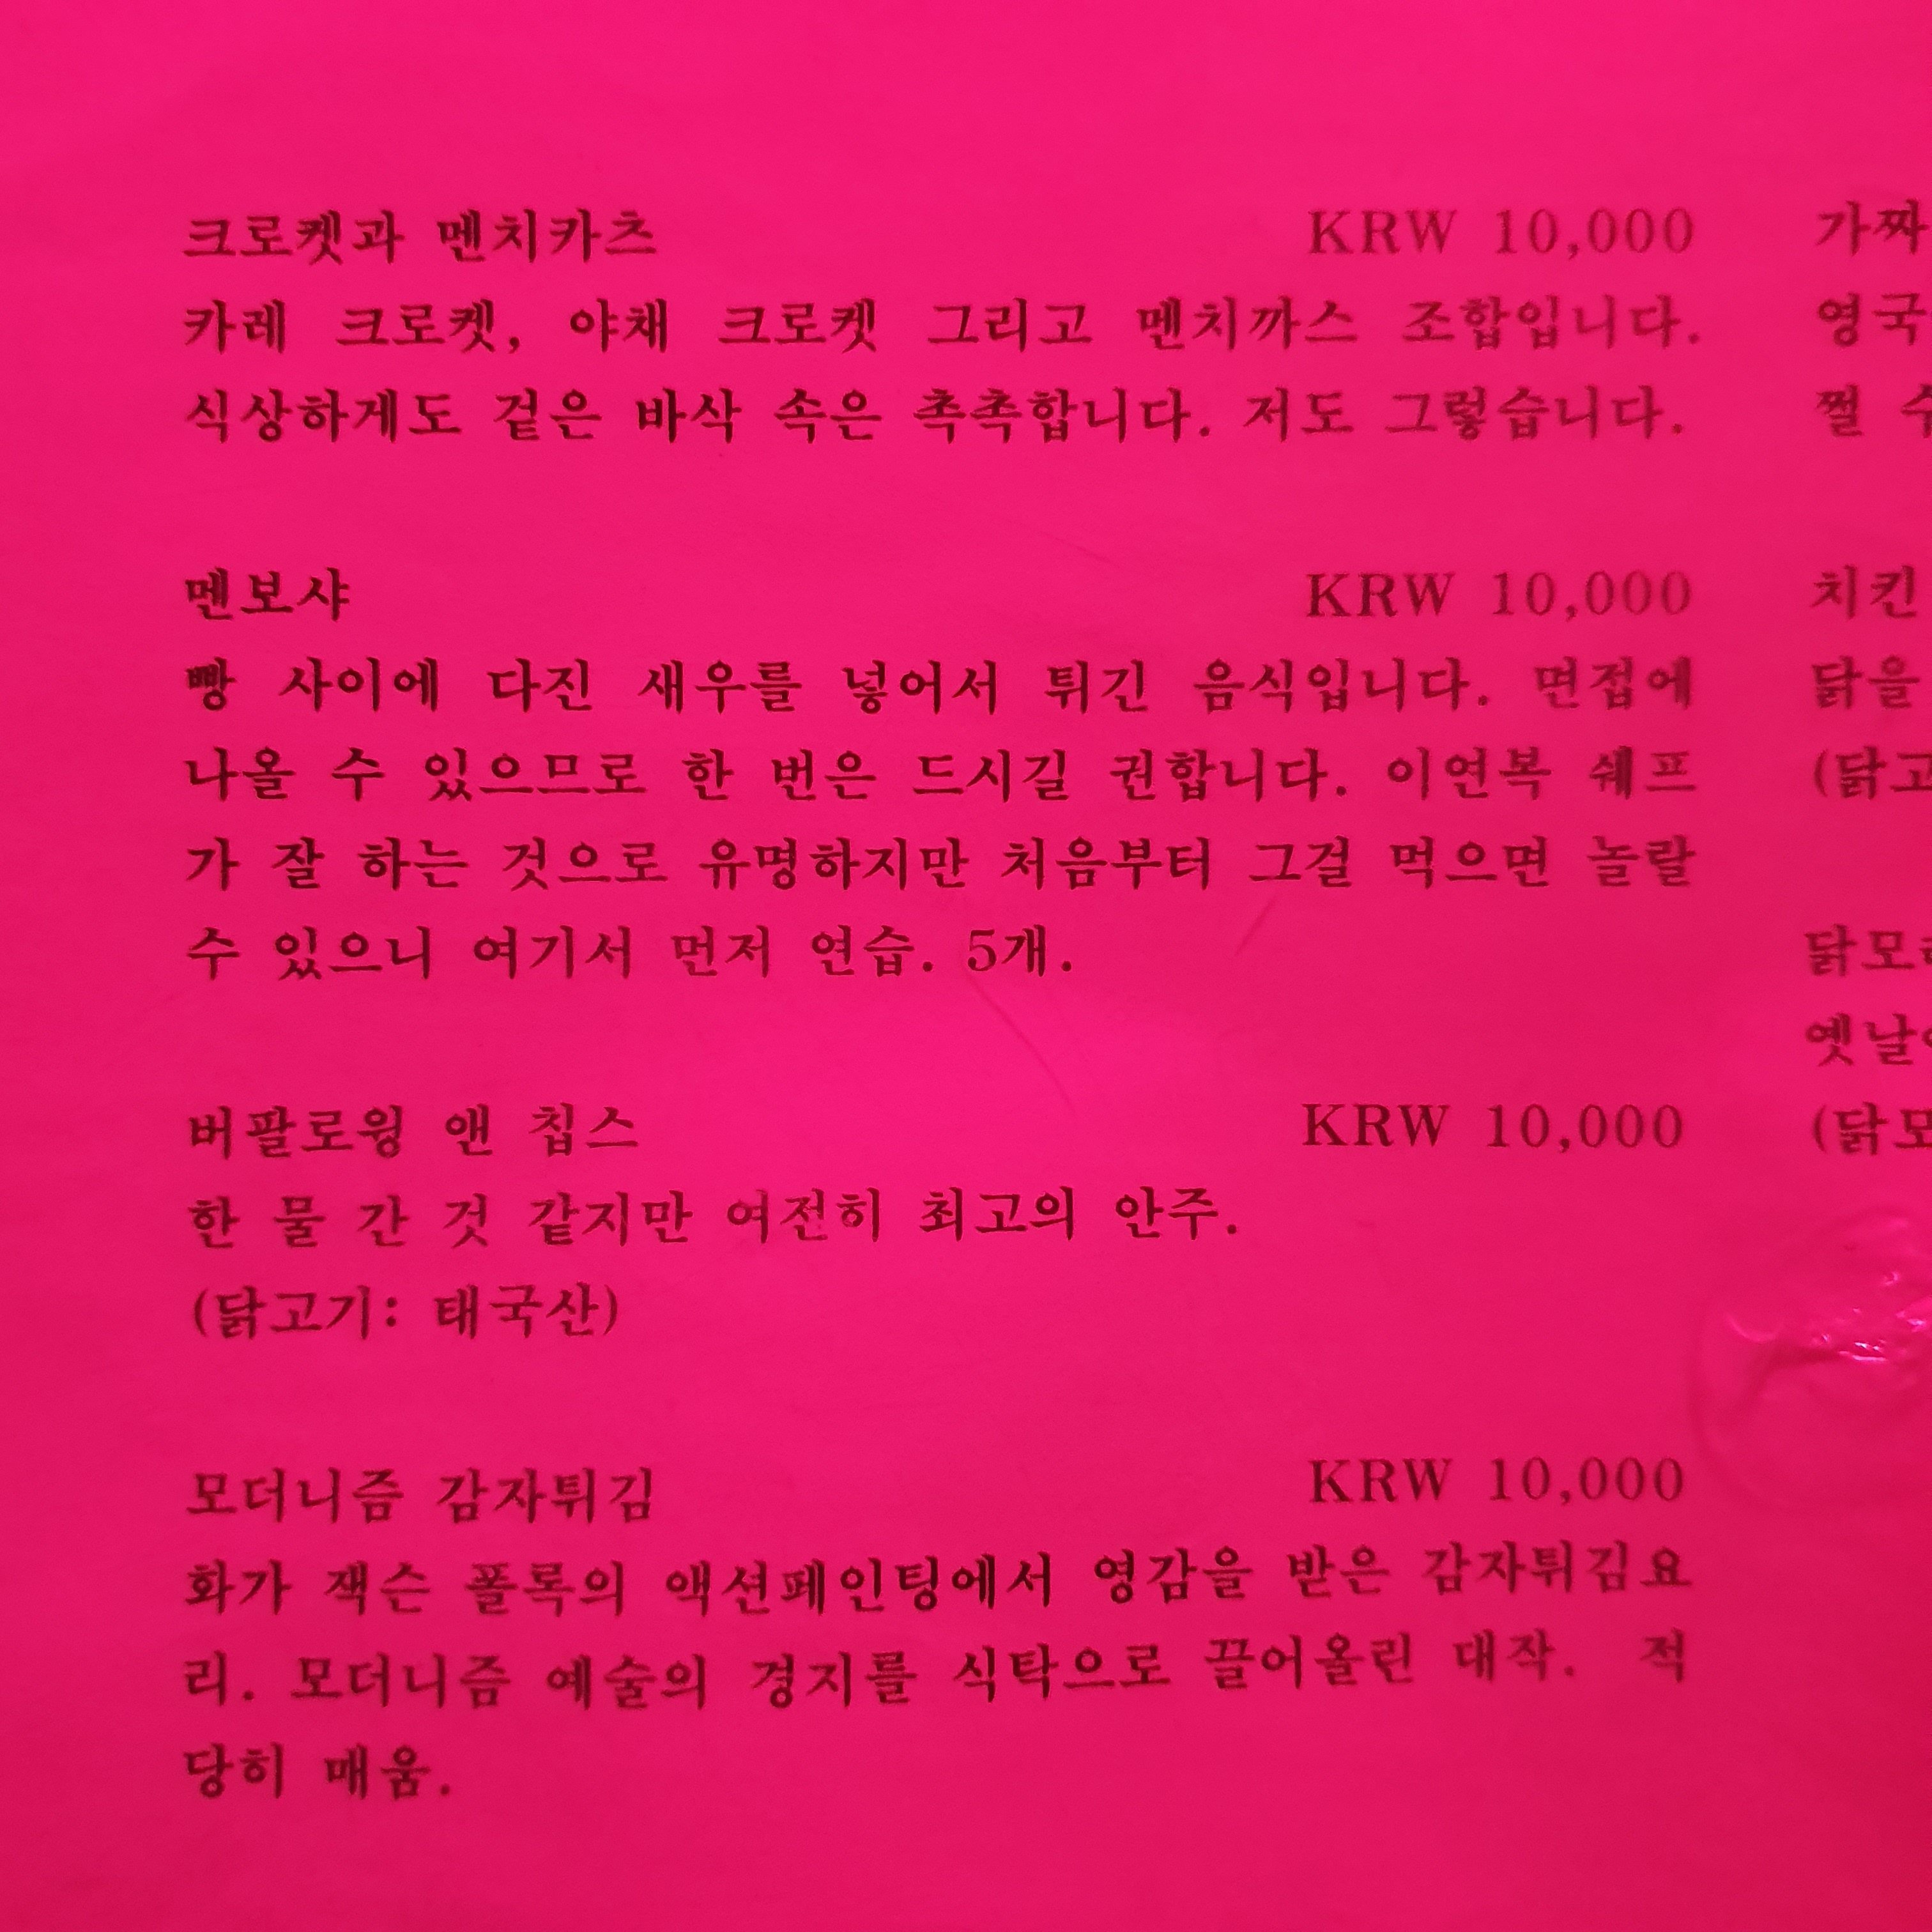 크로켓과 멘치카츠 KRW 10,000
카레 크로켓, 야채 크로켓 그리고 멘치까스 조합입니다.
식상하게도 겉은 바삭 속은 촉촉합니다. 저도 그렇습니다.
멘보샤 KRW 10,000
빵 사이에 다진 새우를 넣어서 튀긴 음식입니다. 면접에
나올 수 있으므로 한 번은 드시길 권합니다. 이연복 쉐프
가 잘 하는 것으로 유명하지만 처음부터 그걸 먹으면 놀랄
수 있으니 여기서 먼저 연습. 5개.
버팔로윙 앤 칩스 KRW 10,000
한 물 간 것 같지만 여전히 최고의 안주.
(닭고기: 태국산)
모더니즘 감자튀김 KRW 10,000
화가 잭슨 폴록의 액션페인팅에서 영감을 받은 감자튀김요
리. 모더니즘 예술의 경지를 식탁으로 끌어올린 대작. 적
당히 매움.
가짜
영국
쩔
치킨
닭을
(닭고
닭모
옛날
(닭모